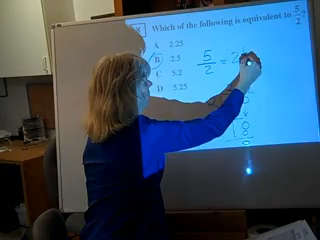 Which of the following is equivalent to 5/2?
A 2.25
B 2.5
C 5.2
D 5.25
5/2 = 2